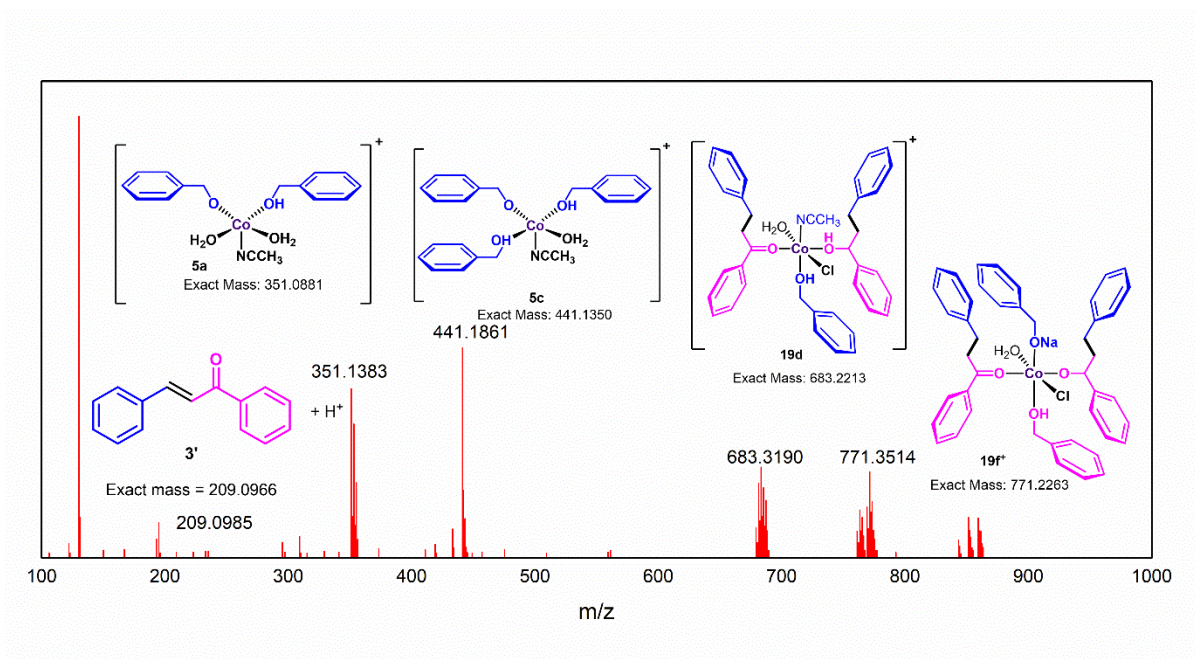 +
O
OH
Co
H2O
OH2
NCCH3
5a
Exact Mass: 351.0881
+
O
OH
OH
Co
OH2
NCCH3
5c
Exact Mass: 441.1350
+
NCCH3
H2O
H
O
Co
O
Cl
OH
19d
Exact Mass: 683.2213
ONa
H2O
O
Co
O
Cl
OH
19f+
Exact Mass: 771.2263
O
+ H+
3'
Exact mass = 209.0966
209.0985
351.1383
441.1861
683.3190
771.3514
100
200
300
400
500
600
700
800
900
1000
m/z